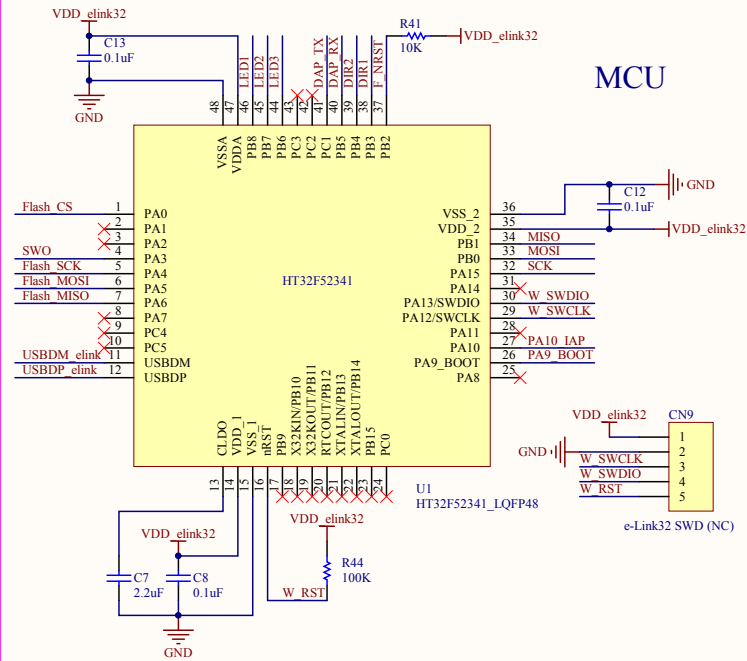 VDD_elink32
C13
0.1uF
GND
R41
10K
VDD_elink32
MCU
LED1
LED2
LED3
DAP_TX
DAP_RX
DIR2
DIR1
F_NRST
48
47
46
45
44
43
42
41
40
39
38
37
VSSA
VDDA
PB8
PB7
PB6
PC3
PC2
PC1
PB5
PB4
PB3
PB2
Flash_CS 1 PA0
2 PA1
3 PA2
SWO 4 PA3
Flash_SCK 5 PA4
Flash_MOSI 6 PA5
Flash_MISO 7 PA6
8 PA7
9 PC4
10 PC5
USBDM_elink 11 USBDM
USBDP_elink 12 USBDP
HT32F52341
VSS_2 36
VDD_2 35
PB1 34 MISO
PB0 33 MOSI
PA15 32 SCK
PA14 31
PA13/SWDIO 30 W_SWDIO
PA12/SWCLK 29 W_SWCLK
PA11 28
PA10 27 PA10_IAP
PA9_BOOT 26 PA9_BOOT
PA8 25
GND
C12
0.1uF
VDD_elink32
CLDO
VDD_1
VSS_1
nRST
PB9
X32KIN/PB10
X32KOUT/PB11
RTCOUT/PB12
XTALIN/PB13
XTALOUT/PB14
PB15
PC0
13
14
15
16
17
18
19
20
21
22
23
24
U1
HT32F52341_LQFP48
VDD_elink32
R44
100K
W_RST
VDD_elink32
C7
2.2uF
C8
0.1uF
GND
VDD_elink32
CN9
GND
W_SWCLK
W_SWDIO
W_RST
1
2
3
4
5
e-Link32 SWD (NC)